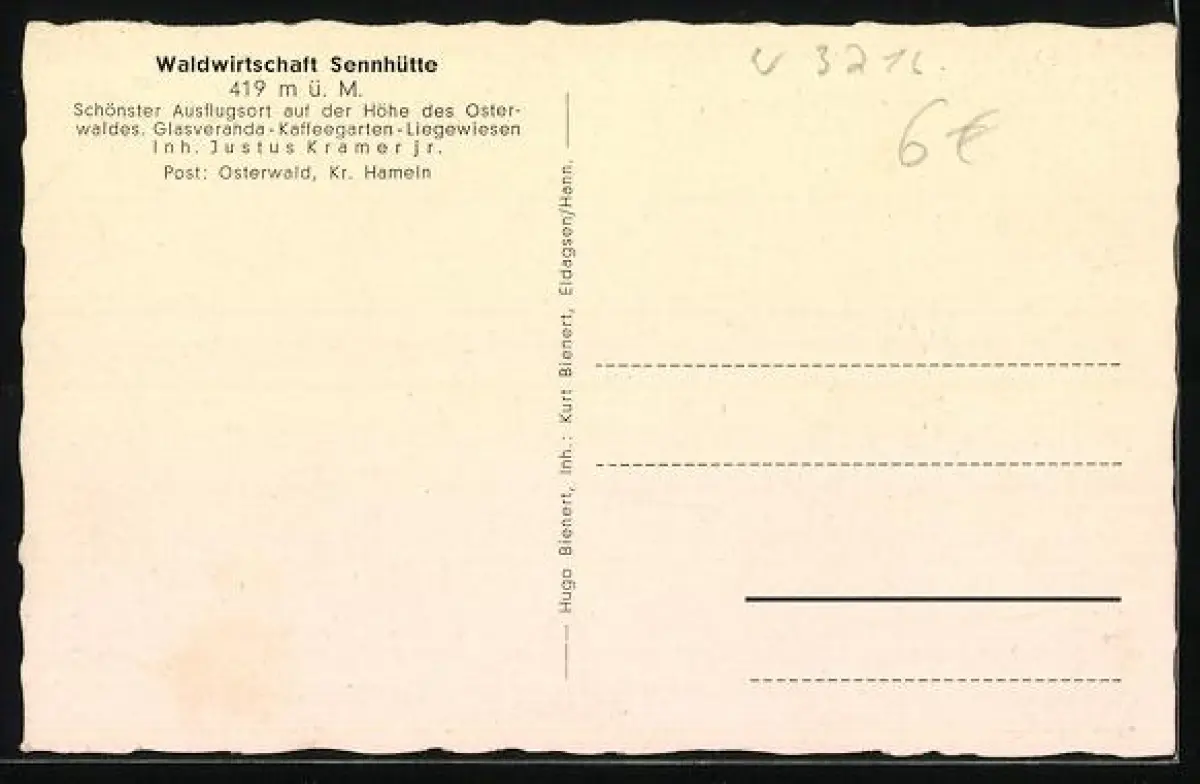 Waldwirtschaft Sennhütte
419 m ü. M.
Schönster Ausflugsort auf der Höhe des Oster-
waldes. Glasveranda-Kaffeegarten-Liegewiesen
Inh. Justus Kramer jr.
Post: Osterwald, Kr. Hameln
Hugo Bienert, Inh.: Kurt Bienert, Eldagsen/Hann.
6€